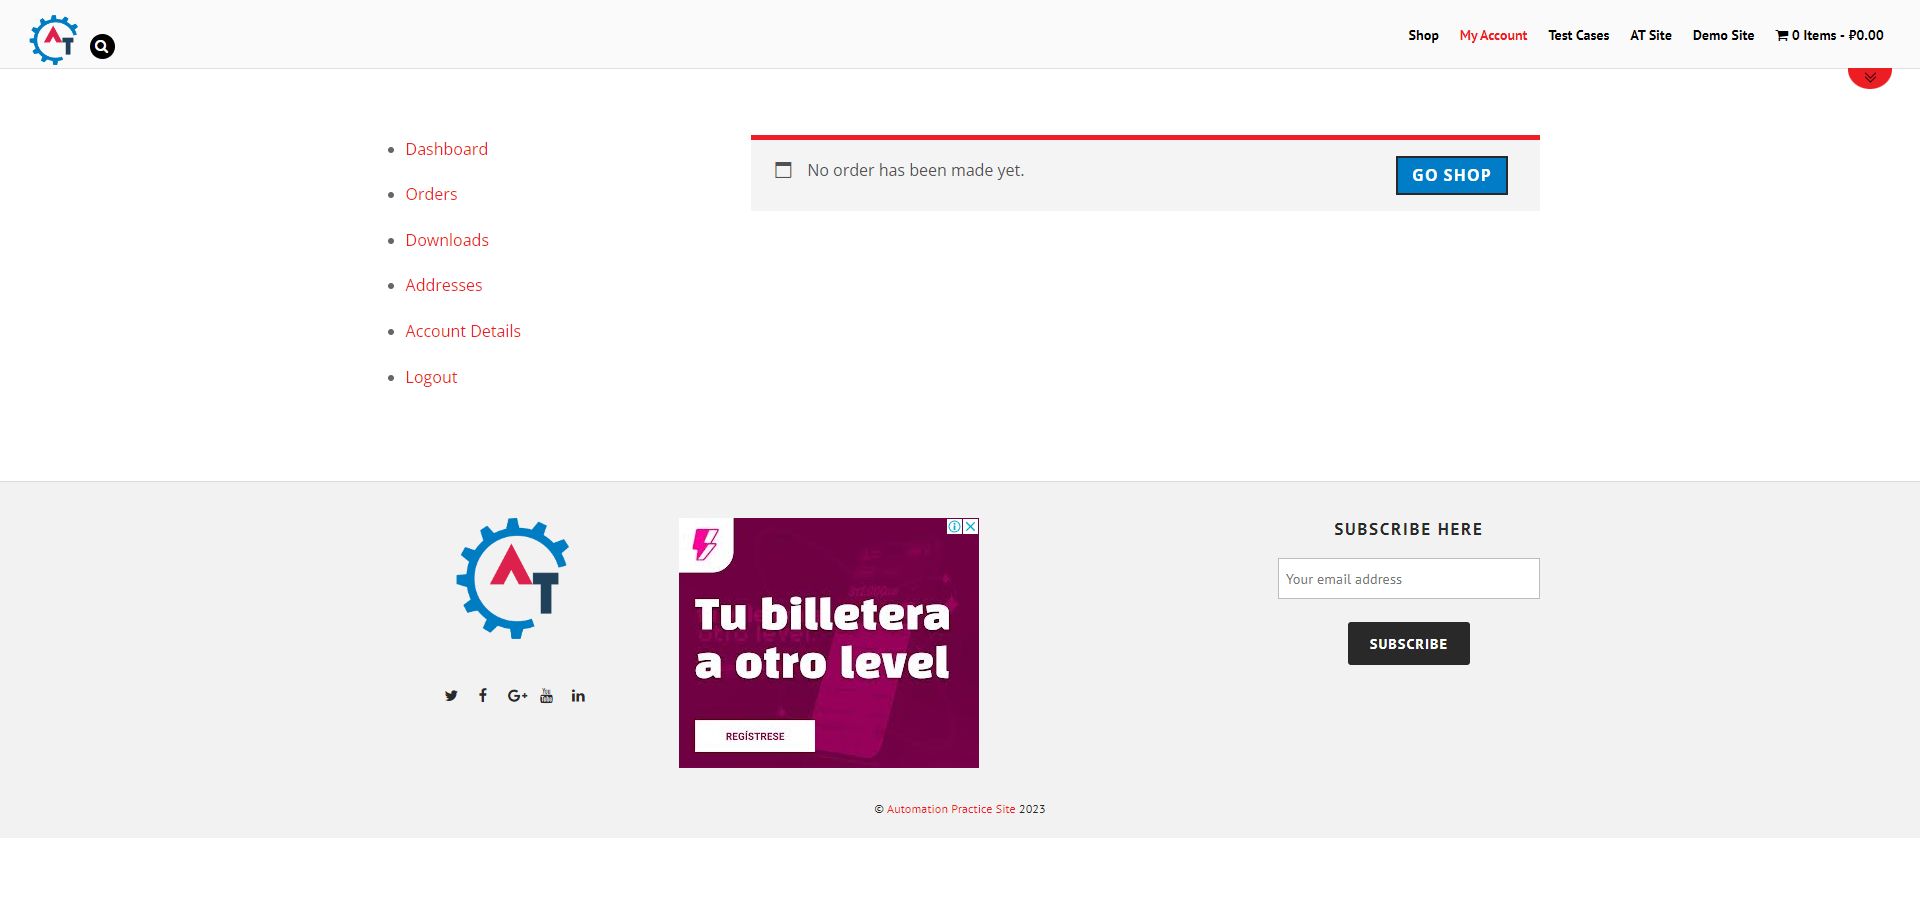 AT
Shop
My Account
Test Cases
AT Site
Demo Site
0 Items - ₽0.00
Dashboard
Orders
Downloads
Addresses
Account Details
Logout
No order has been made yet.
GO SHOP
AT
Tu billetera
a otro level
REGÍSTRESE
SUBSCRIBE HERE
Your email address
SUBSCRIBE
© Automation Practice Site 2023